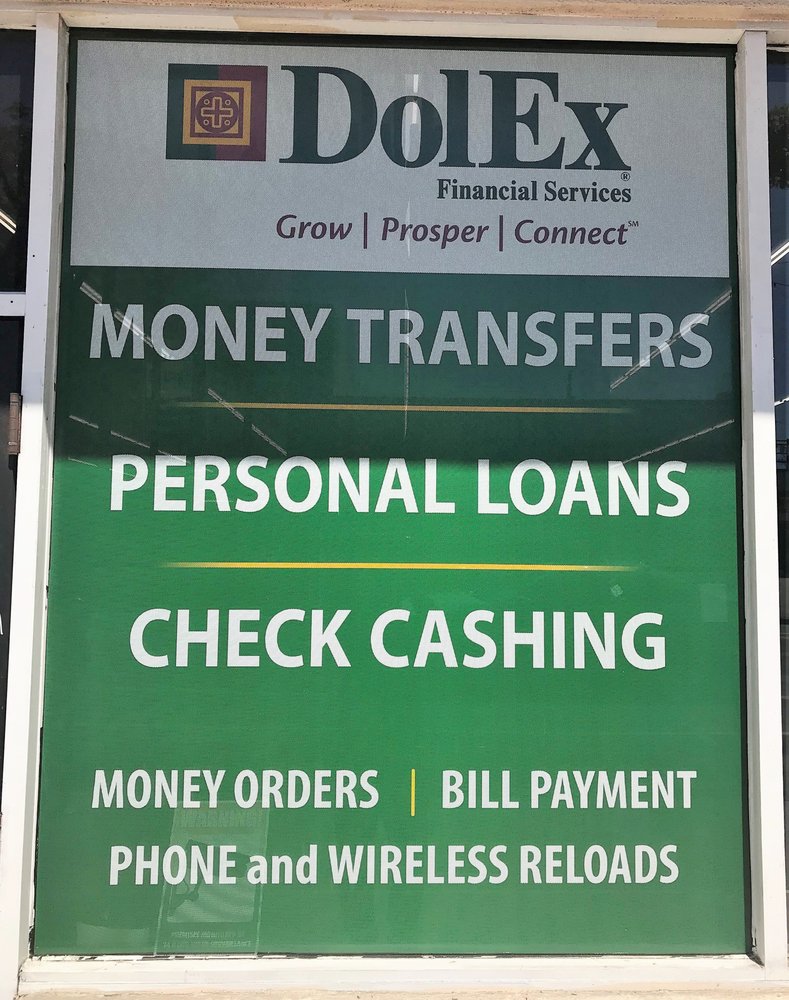 DolEx®
Financial Services
Grow | Prosper | Connect℠
MONEY TRANSFERS
PERSONAL LOANS
CHECK CASHING
MONEY ORDERS | BILL PAYMENT
PHONE and WIRELESS RELOADS